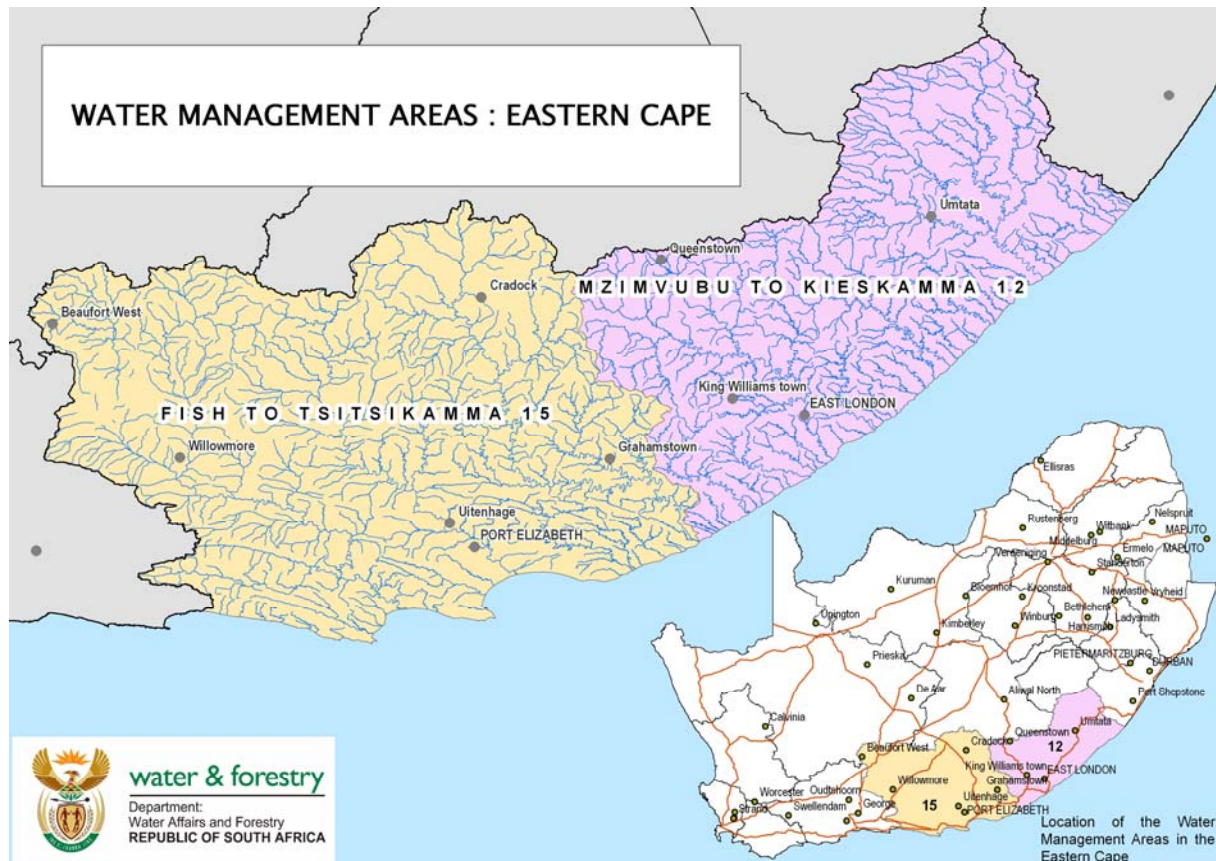 WATER MANAGEMENT AREAS : EASTERN CAPE
Umtata
Queenstown
MZIMVUBU TO KIESKAMMA 12
Cradock
Beaufort West
King Williams town
EAST LONDON
FISH TO TSITSIKAMMA 15
Willowmore
Grahamstown
Uitenhage
PORT ELIZABETH
Ellisras
Nelspruit
Rustenberg
Witbank
MAPUTO
Middelburg
MAPUTO
Vereeniging
Ermelo
Standerton
Kuruman
Bloemhof
Kroonstad
Newcastle
Vryheid
Bethlehem
Upington
Winburg
Harrismith
Ladysmith
Kimberley
PIETERMARITZBURG
DURBAN
Prieska
De Aar
Aliwal North
Port Shepstone
Calvinia
Umtata
Queenstown
12
Cradock
Beaufort West
King Williams town
EAST LONDON
Willowmore
Grahamstown
Worcester
Oudtshoorn
Uitenhage
15
Strand
Swellendam
George
PORT ELIZABETH
Location of the Water
Management Areas in the
Eastern Cape
water & forestry
Department:
Water Affairs and Forestry
REPUBLIC OF SOUTH AFRICA